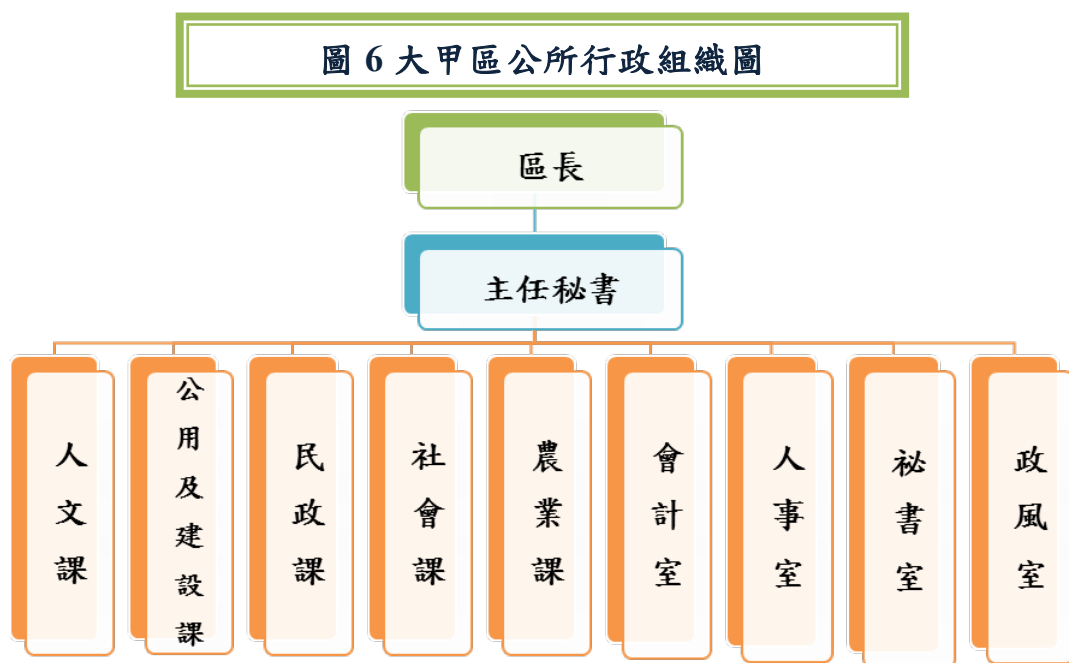 圖 6 大甲區公所行政組織圖
區長
主任秘書
人文課
公用及建設課
民政課
社會課
農業課
會計室
人事室
祕書室
政風室